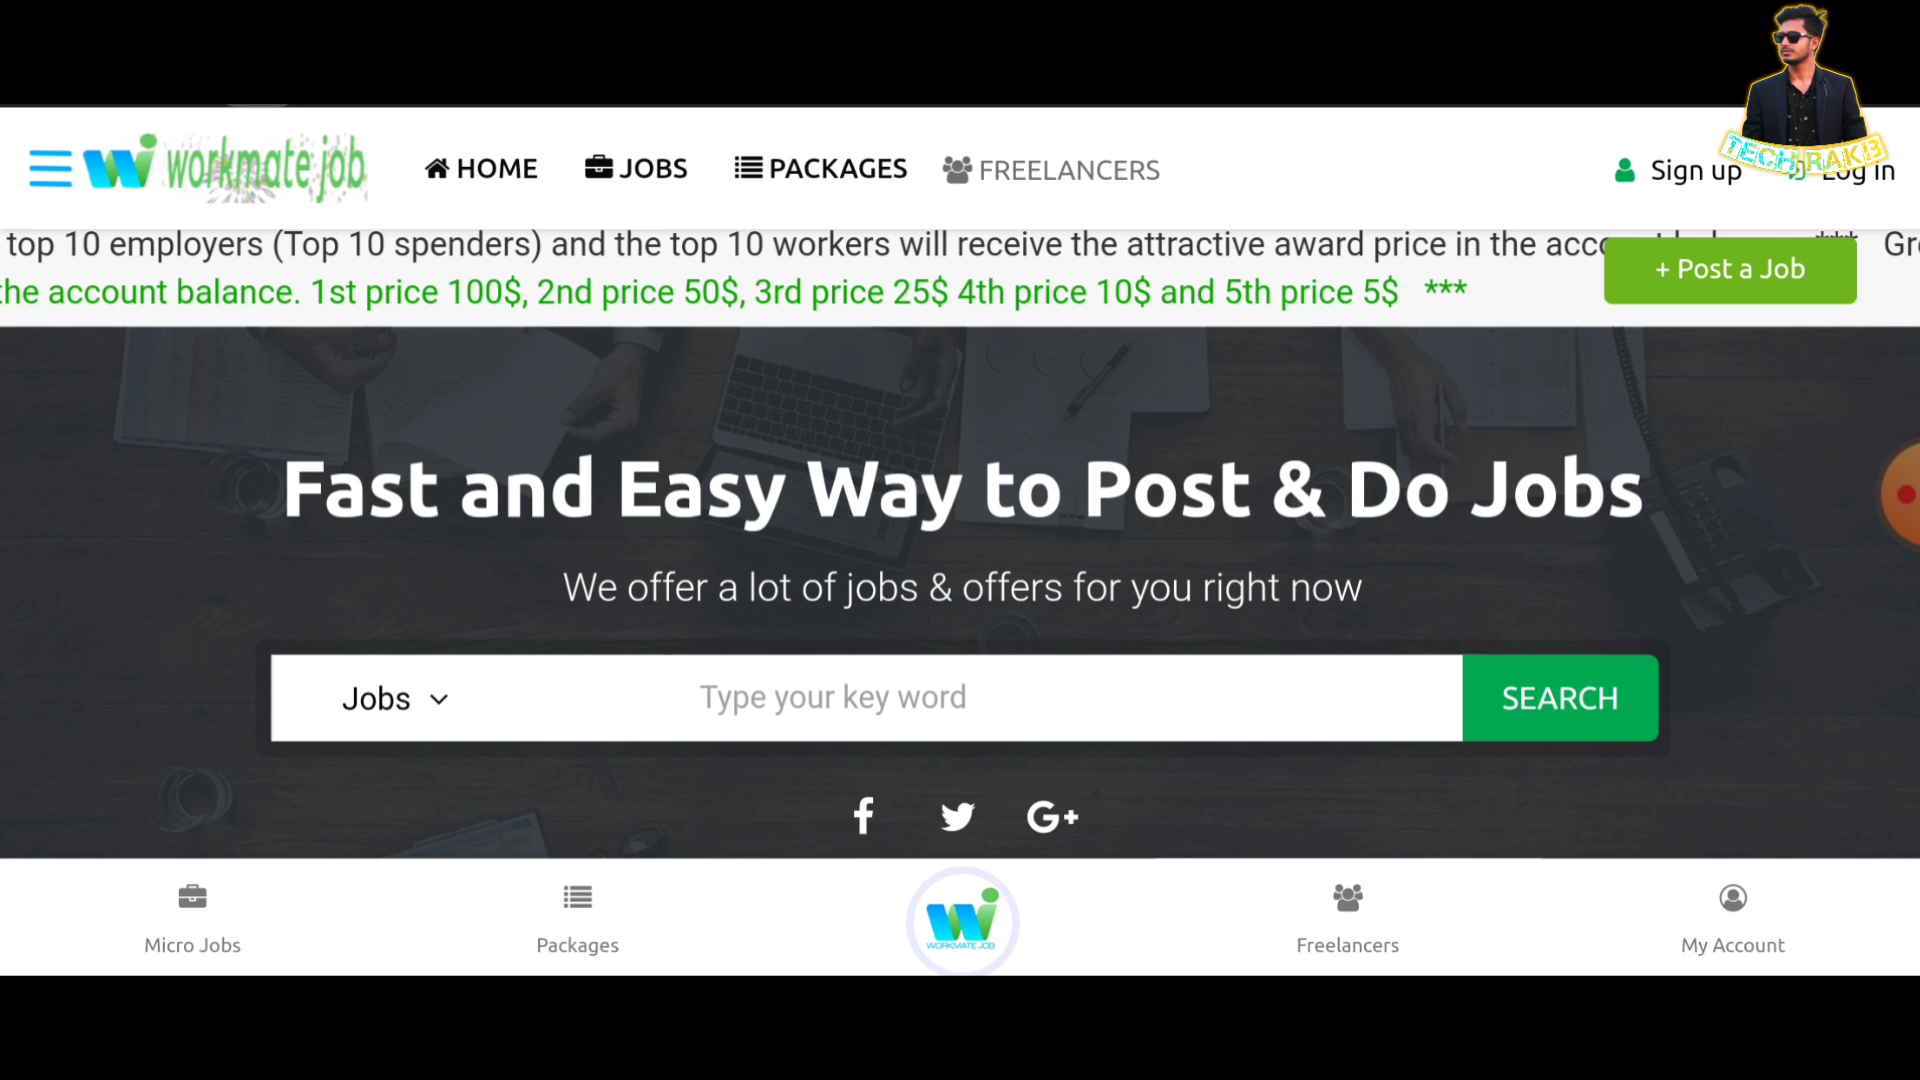 workmate job
HOME
JOBS
PACKAGES
FREELANCERS
Sign up
Log in
TECH RAKIB
top 10 employers (Top 10 spenders) and the top 10 workers will receive the attractive award price in the
the account balance. 1st price 100$, 2nd price 50$, 3rd price 25$ 4th price 10$ and 5th price 5$ ***
+ Post a Job
Fast and Easy Way to Post & Do Jobs
We offer a lot of jobs & offers for you right now
Jobs
Type your key word
SEARCH
G+
Micro Jobs
Packages
WORKMATE JOB
Freelancers
My Account